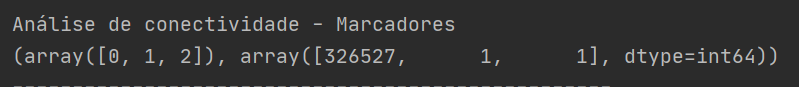 Análise de conectividade - Marcadores
(array([0, 1, 2]), array([326527,      1,      1], dtype=int64))
--------------------------------------------------